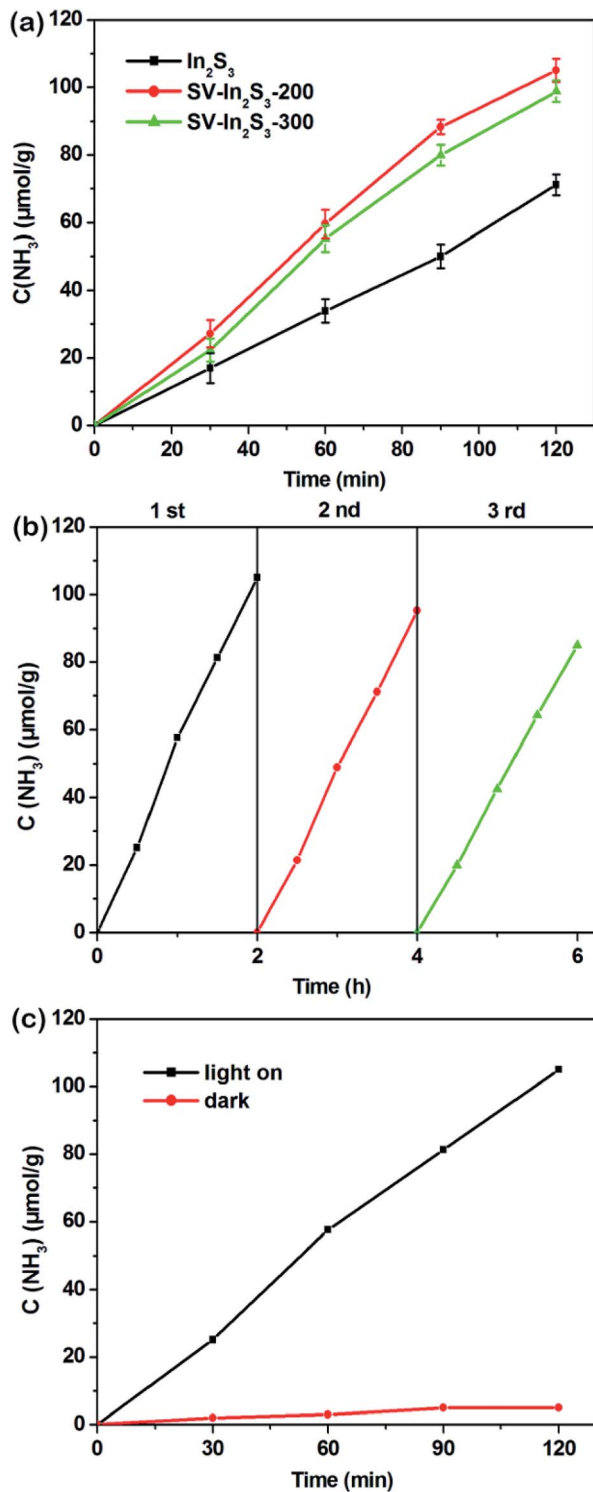 (a)
120
100
80
60
40
20
0
C(NH₃) (μmol/g)
In₂S₃
SV-In₂S₃-200
SV-In₂S₃-300
0 20 40 60 80 100 120
Time (min)
(b)
1 st 2 nd 3 rd
120
100
80
60
40
20
0
C (NH₃) (μmol/g)
0 2 4 6
Time (h)
(c)
120
100
80
60
40
20
0
C (NH₃) (μmol/g)
light on
dark
0 30 60 90 120
Time (min)